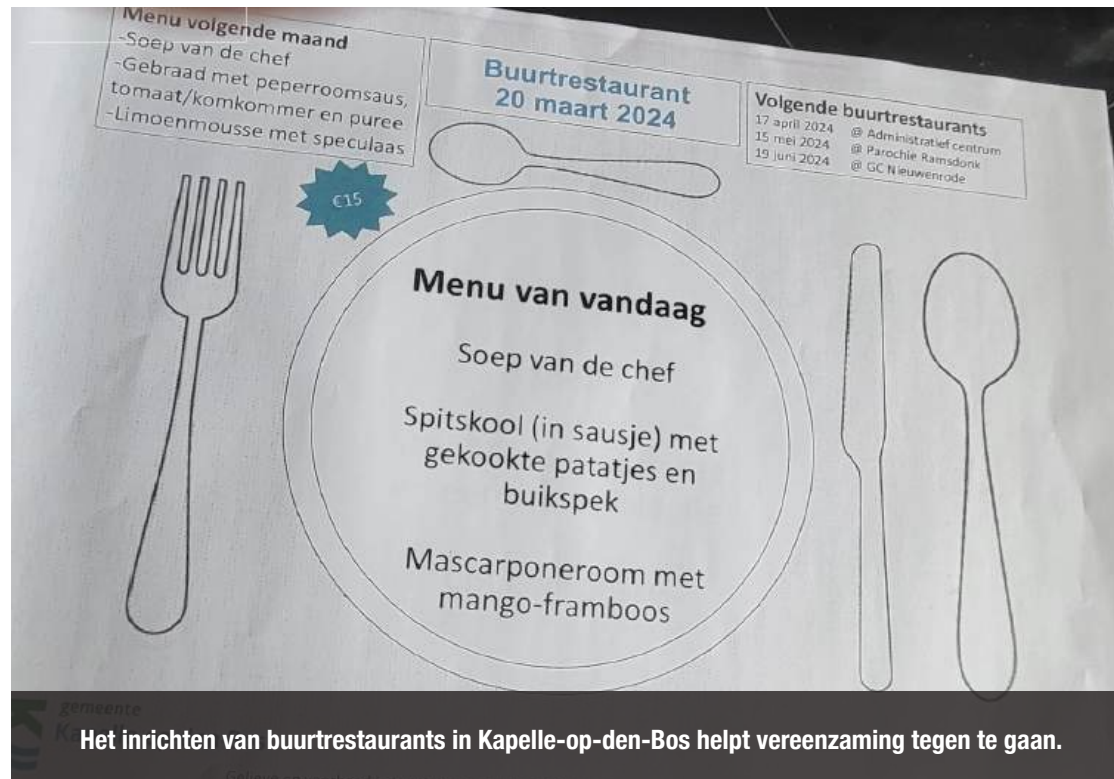 Menu volgende maand
-Soep van de chef
-Gebraad met peperroomsaus,
tomaat/komkommer en puree
-Limoenmousse met speculaas
Buurtrestaurant
20 maart 2024
Volgende buurtrestaurants
17 april 2024 @ Administratief centrum
15 mei 2024 @ Parochie Ramsdonk
19 juni 2024 @ GC Nieuwenrode
€15
Menu van vandaag
Soep van de chef
Spitskool (in sausje) met
gekookte patatjes en
buikspek
Mascarponeroom met
mango-framboos
gemeente
Het inrichten van buurtrestaurants in Kapelle-op-den-Bos helpt vereenzaming tegen te gaan.